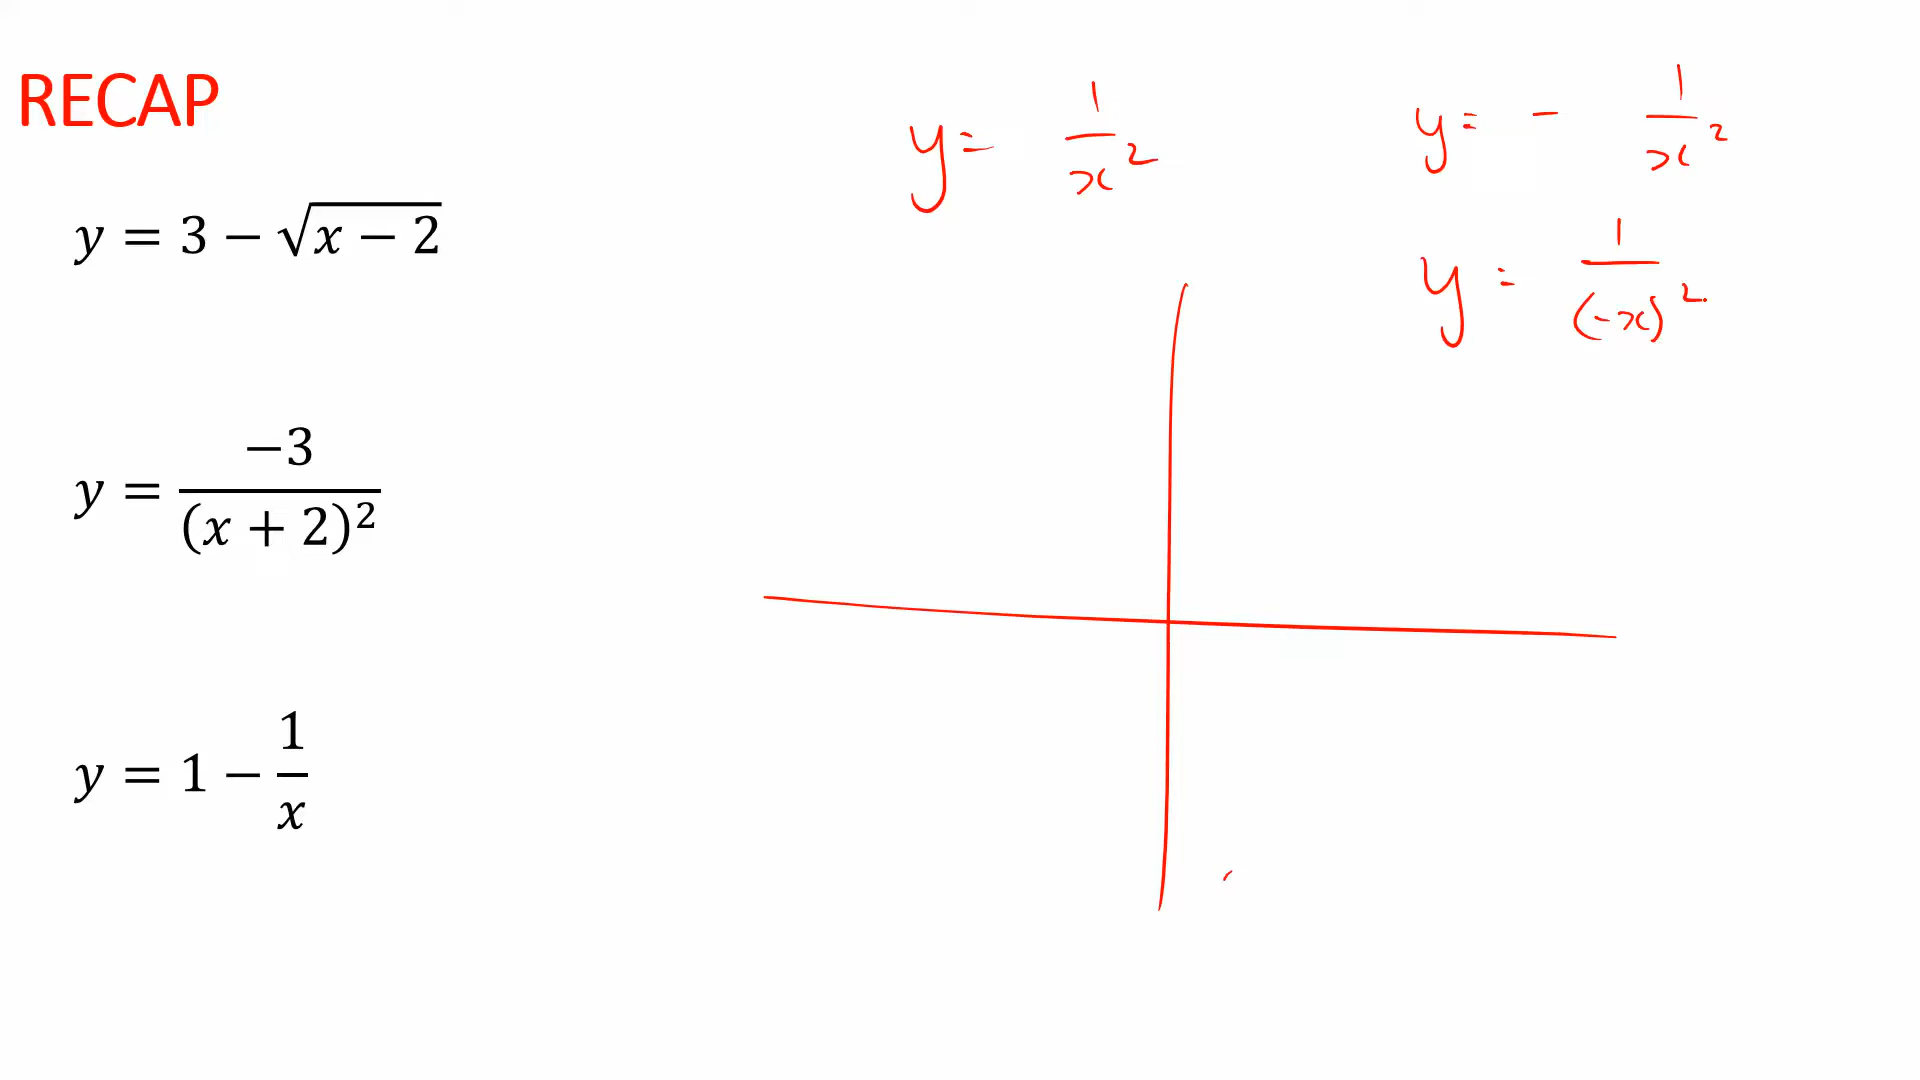 RECAP
y = 3 − √(x − 2)
y = −3/(x + 2)²
y = 1 − 1/x
y = 1/x²
y = - 1/x²
y = 1/(-x)²